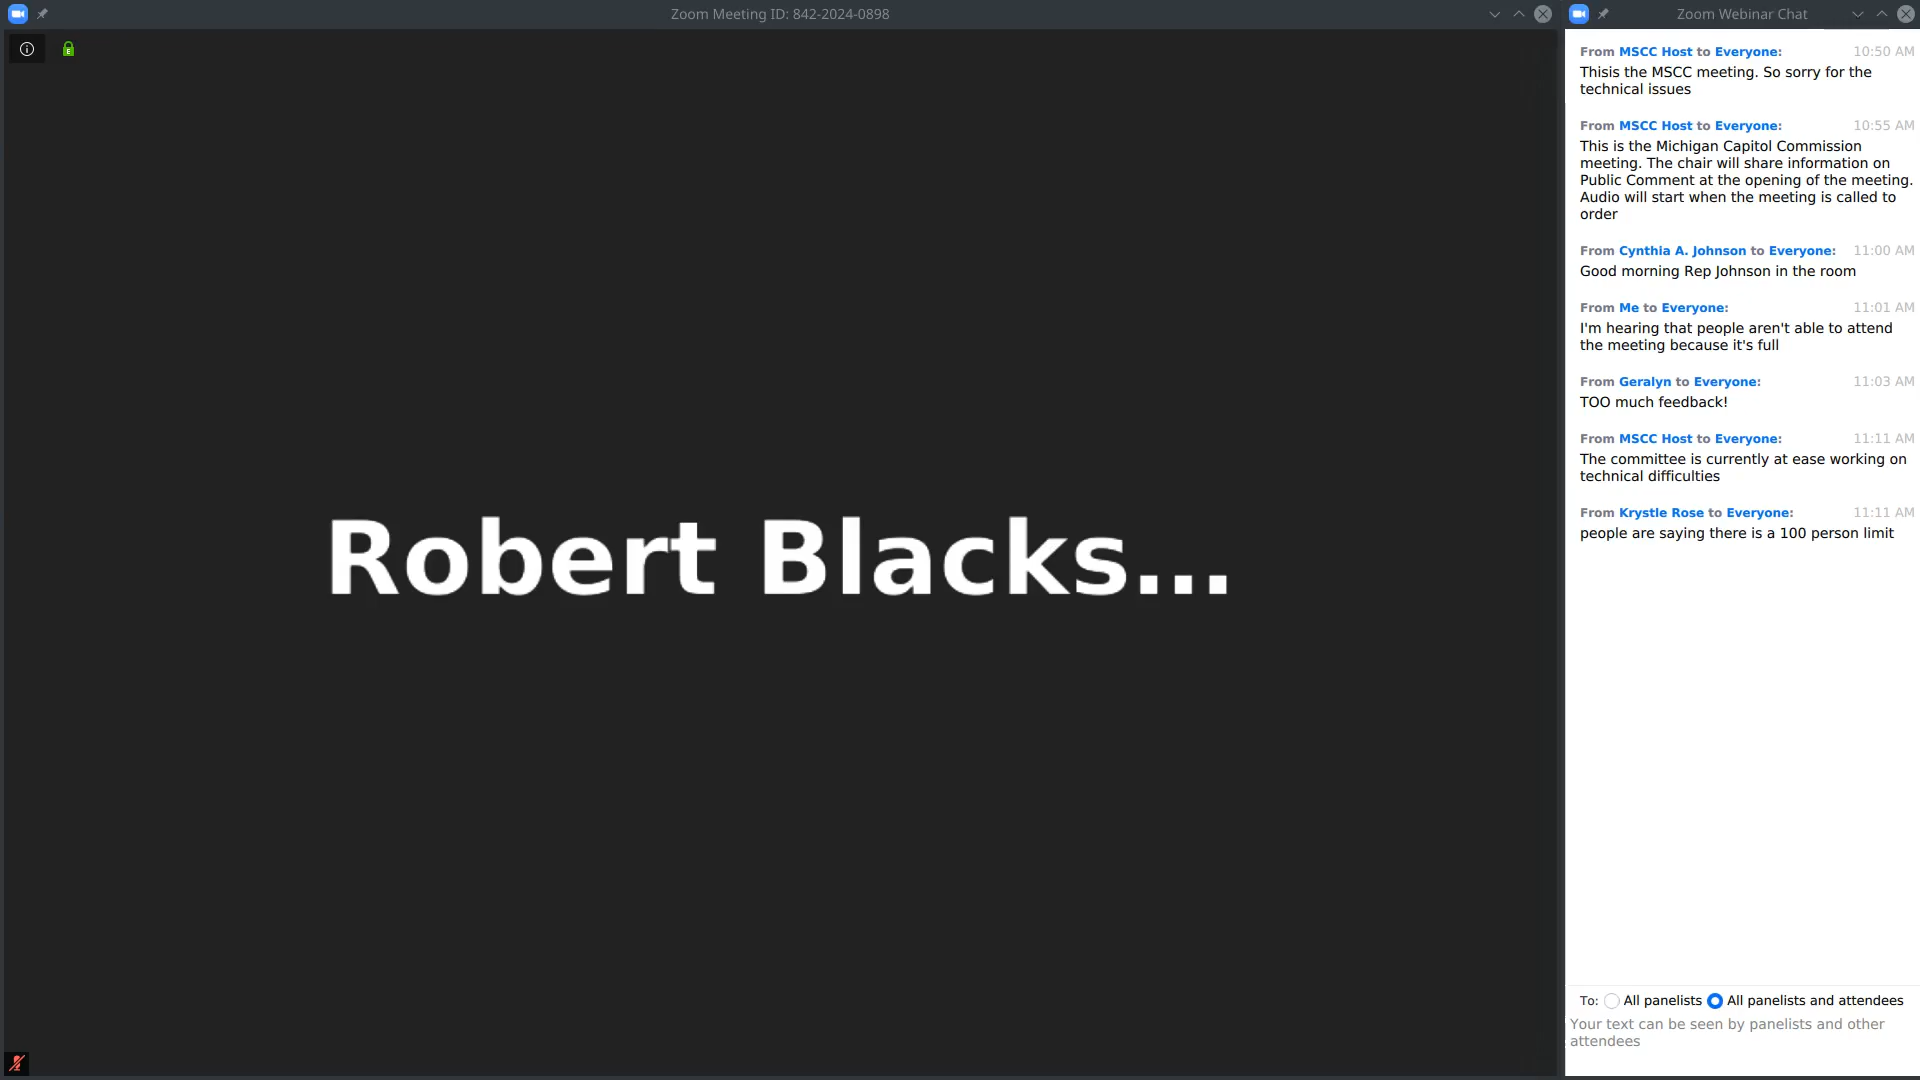 Zoom Meeting ID: 842-2024-0898
Robert Blacks...
Zoom Webinar Chat
From MSCC Host to Everyone: 10:50 AM
Thisis the MSCC meeting. So sorry for the
technical issues
From MSCC Host to Everyone: 10:55 AM
This is the Michigan Capitol Commission
meeting. The chair will share information on
Public Comment at the opening of the meeting.
Audio will start when the meeting is called to
order
From Cynthia A. Johnson to Everyone: 11:00 AM
Good morning Rep Johnson in the room
From Me to Everyone: 11:01 AM
I'm hearing that people aren't able to attend
the meeting because it's full
From Geralyn to Everyone: 11:03 AM
TOO much feedback!
From MSCC Host to Everyone: 11:11 AM
The committee is currently at ease working on
technical difficulties
From Krystle Rose to Everyone: 11:11 AM
people are saying there is a 100 person limit
To: All panelists All panelists and attendees
Your text can be seen by panelists and other
attendees